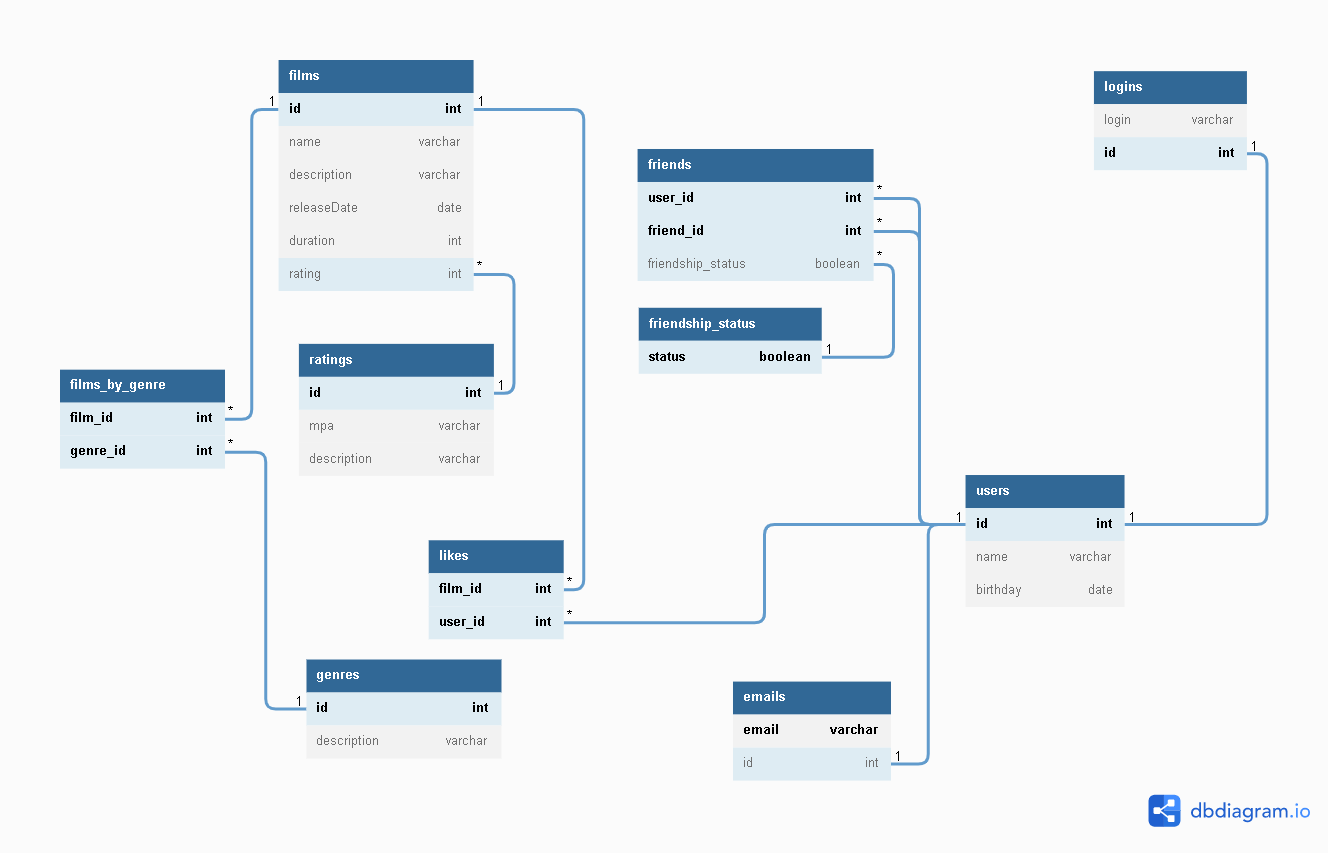 films
1 id int 1
name varchar
description varchar
releaseDate date
duration int
rating int *
ratings
id int 1
mpa varchar
description varchar
films_by_genre
film_id int *
genre_id int *
likes
film_id int *
user_id int *
genres
1 id int
description varchar
friends
user_id int *
friend_id int *
friendship_status boolean *
friendship_status
status boolean 1
logins
login varchar
id int 1
users
1 id int 1
name varchar
birthday date
emails
email varchar
id int 1
dbdiagram.io